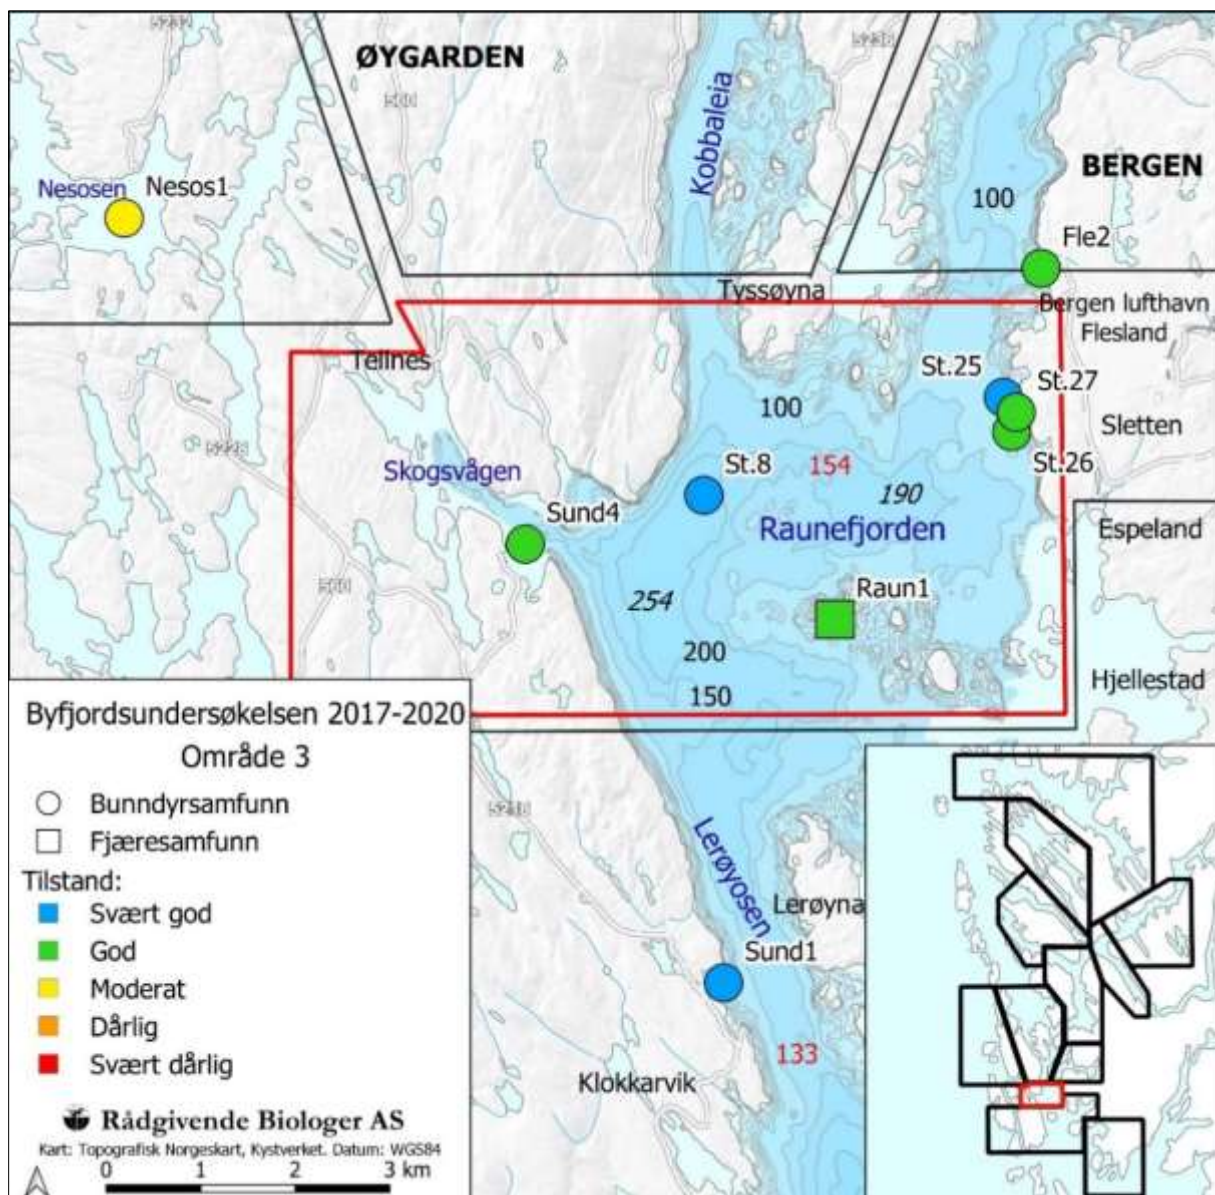 ØYGARDEN
Kobbaleia
BERGEN
Nesosen
Nesos1
100
Fle2
Tyssøyna
Bergen lufthavn
Flesland
Tellnes
St.25
St.27
100
Sletten
Skogsvågen
St.8
154
St.26
190
Sund4
Raunefjorden
Espeland
254
Raun1
200
Hjellestad
150
Byfjordsundersøkelsen 2017-2020
Område 3
Bunndyrsamfunn
Fjæresamfunn
Tilstand:
Svært god
God
Moderat
Dårlig
Svært dårlig
Lerøyosen
Lerøyna
Sund1
133
Klokkarvik
Rådgivende Biologer AS
Kart: Topografisk Norgeskart, Kystverket. Datum: WGS84
0 1 2 3 km